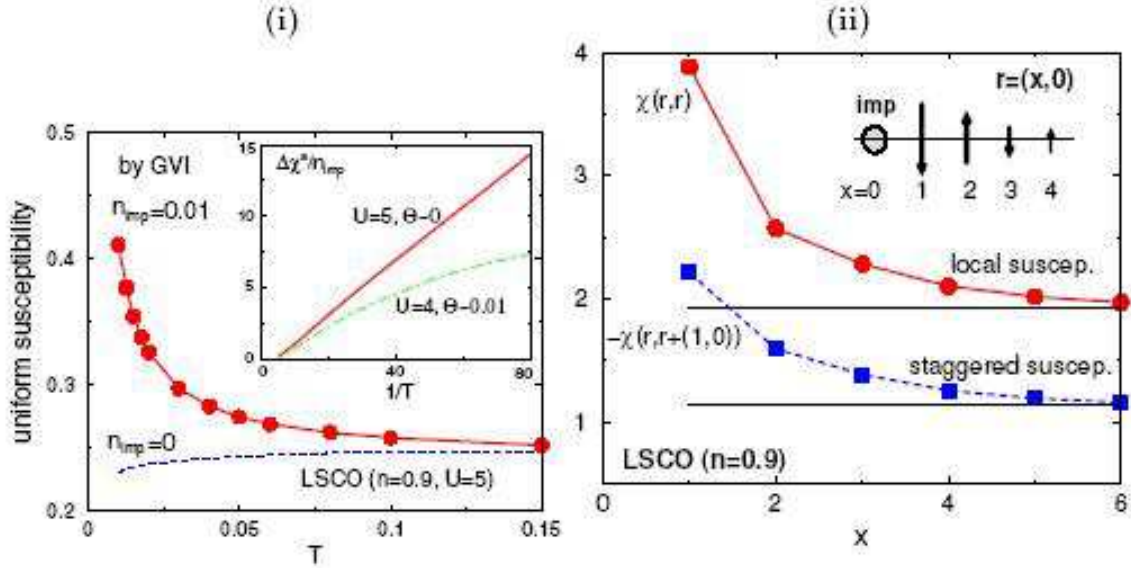 (i)
(ii)
uniform susceptibility
0.5
0.4
0.3
0.2
by GVI
n_imp=0.01
n_imp=0
LSCO (n=0.9, U=5)
0
0.05
0.1
0.15
T
15
10
5
0
Δχˢ/n_imp
U=5, Θ~0
U=4, Θ~0.01
0
40
80
1/T
4
3
2
1
χ(r,r)
r=(x,0)
imp
x=0
1
2
3
4
local suscep.
−χ(r,r+(1,0))
staggered suscep.
LSCO (n=0.9)
0
2
4
6
x